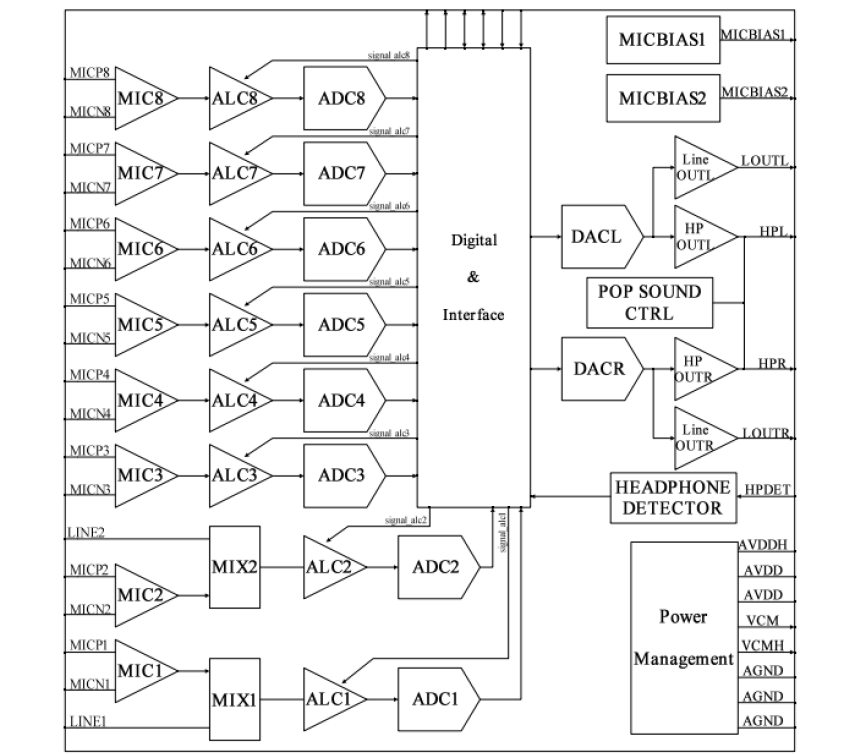 signal_alc8
MICBIAS1
MICBIAS1
MICP8
MIC8
ALC8
ADC8
MICN8
MICBIAS2
MICBIAS2
signal_alc7
MICP7
MIC7
ALC7
ADC7
MICN7
Line
OUTL
LOUTL
signal_alc6
MICP6
MIC6
ALC6
ADC6
MICN6
Digital
&
Interface
DACL
HP
OUTL
HPL
signal_alc5
MICP5
MIC5
ALC5
ADC5
MICN5
POP SOUND
CTRL
signal_alc4
MICP4
MIC4
ALC4
ADC4
MICN4
DACR
HP
OUTR
HPR
signal_alc3
MICP3
MIC3
ALC3
ADC3
MICN3
Line
OUTR
LOUTR
HEADPHONE
DETECTOR
HPDET
signal_alc2
signal_alc1
LINE2
MICP2
MIC2
MICN2
MIX2
ALC2
ADC2
MICP1
MIC1
MICN1
LINE1
MIX1
ALC1
ADC1
Power
Management
AVDDH
AVDD
AVDD
VCM
VCMH
AGND
AGND
AGND